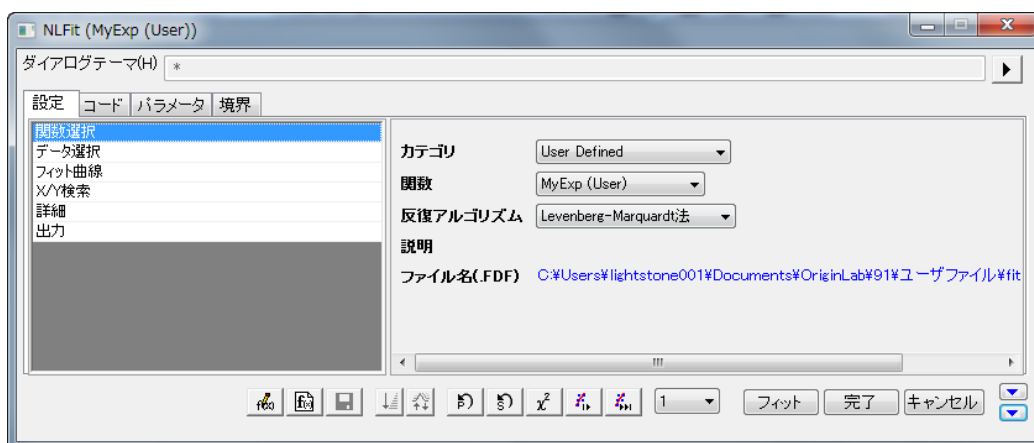 NLFit (MyExp (User))
ダイアログテーマ(H) *
設定 コード パラメータ 境界
関数選択
データ選択
フィット曲線
X/Y検索
詳細
出力
カテゴリ User Defined
関数 MyExp (User)
反復アルゴリズム Levenberg-Marquardt法
説明
ファイル名(.FDF) C:¥Users¥lightstone001¥Documents¥OriginLab¥91¥ユーザファイル¥fit
χ² 1 フィット 完了 キャンセル